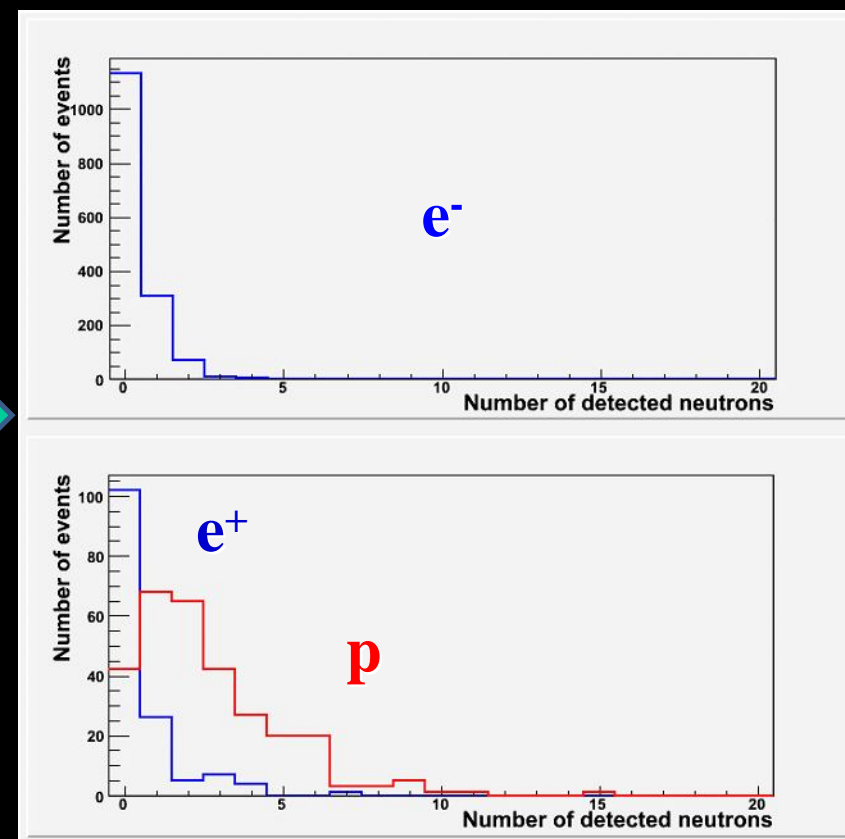 Number of events
1000
800
600
400
200
0
e-
0 5 10 15 20
Number of detected neutrons
Number of events
100
80
60
40
20
0
e+
p
0 5 10 15 20
Number of detected neutrons